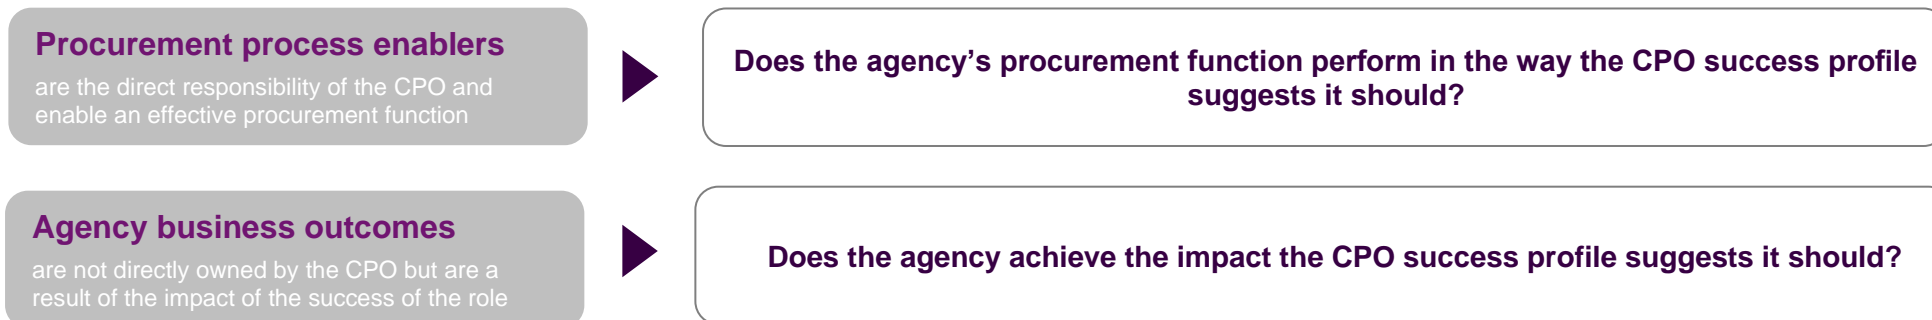 Procurement process enablers
are the direct responsibility of the CPO and
enable an effective procurement function
Does the agency’s procurement function perform in the way the CPO success profile
suggests it should?
Agency business outcomes
are not directly owned by the CPO but are a
result of the impact of the success of the role
Does the agency achieve the impact the CPO success profile suggests it should?